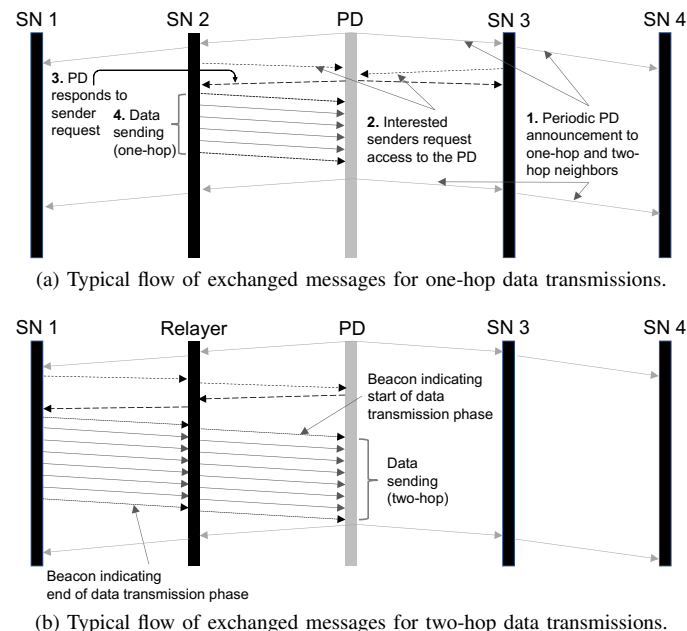 SN 1 SN 2 PD SN 3 SN 4
3. PD
responds to
sender
request
4. Data
sending
(one-hop)
2. Interested
senders request
access to the PD
1. Periodic PD
announcement to
one-hop and two-
hop neighbors
(a) Typical flow of exchanged messages for one-hop data transmissions.
SN 1 Relayer PD SN 3 SN 4
Beacon indicating
start of data
transmission phase
Data
sending
(two-hop)
Beacon indicating
end of data transmission phase
(b) Typical flow of exchanged messages for two-hop data transmissions.